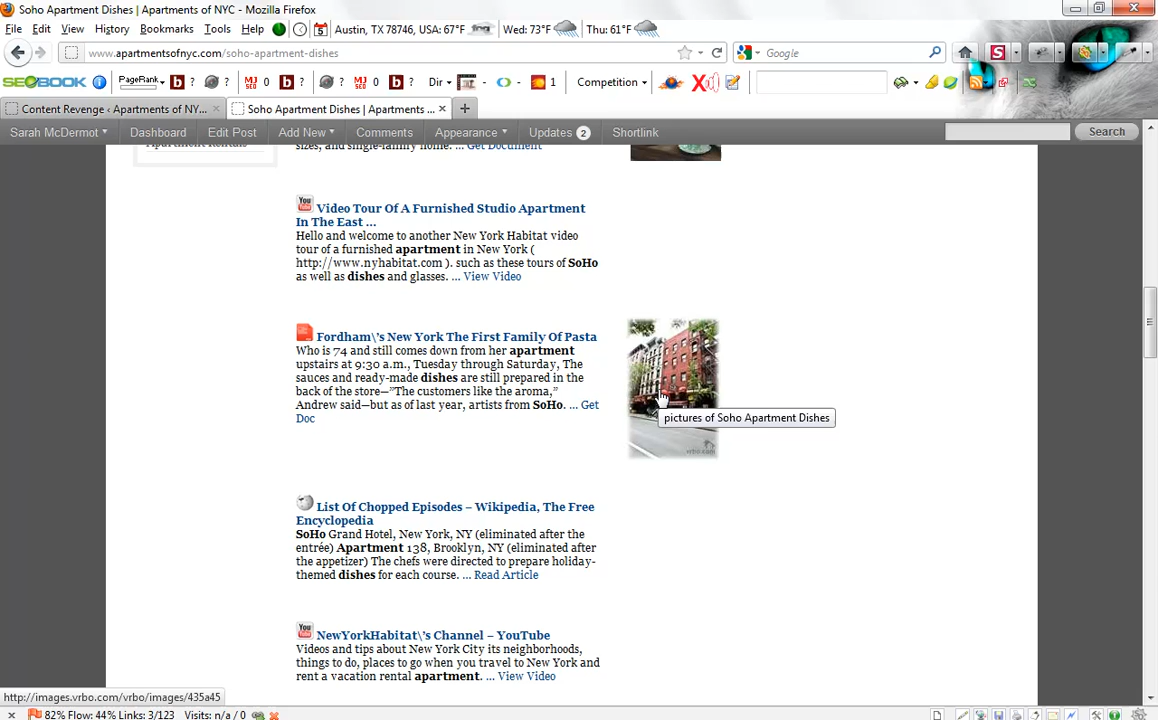 Soho Apartment Dishes | Apartments of NYC - Mozilla Firefox
File Edit View History Bookmarks Tools Help
Austin, TX 78746, USA: 67°F Wed: 73°F Thu: 61°F
www.apartmentsofnyc.com/soho-apartment-dishes
Google
SEOBOOK PageRank b ? ? MJ SEO 0 b ? ? MJ SEO 0 b ? Dir 1 Competition
Content Revenge ‹ Apartments of NY...
Soho Apartment Dishes | Apartments ...
Sarah McDermot Dashboard Edit Post Add New Comments Appearance Updates 2 Shortlink Search
Apartment Rentals
sizes, and single-family home. ... Get Document
Video Tour Of A Furnished Studio Apartment
In The East ...
Hello and welcome to another New York Habitat video
tour of a furnished apartment in New York (
http://www.nyhabitat.com ). such as these tours of SoHo
as well as dishes and glasses. ... View Video
Fordham\'s New York The First Family Of Pasta
Who is 74 and still comes down from her apartment
upstairs at 9:30 a.m., Tuesday through Saturday, The
sauces and ready-made dishes are still prepared in the
back of the store—"The customers like the aroma,"
Andrew said—but as of last year, artists from SoHo. ... Get
Doc
pictures of Soho Apartment Dishes
vrbo.com
List Of Chopped Episodes – Wikipedia, The Free
Encyclopedia
SoHo Grand Hotel, New York, NY (eliminated after the
entrée) Apartment 138, Brooklyn, NY (eliminated after
the appetizer) The chefs were directed to prepare holiday-
themed dishes for each course. ... Read Article
NewYorkHabitat\'s Channel – YouTube
Videos and tips about New York City its neighborhoods,
things to do, places to go when you travel to New York and
rent a vacation rental apartment. ... View Video
http://images.vrbo.com/vrbo/images/435a45
82% Flow: 44% Links: 3/123 Visits: n/a / 0